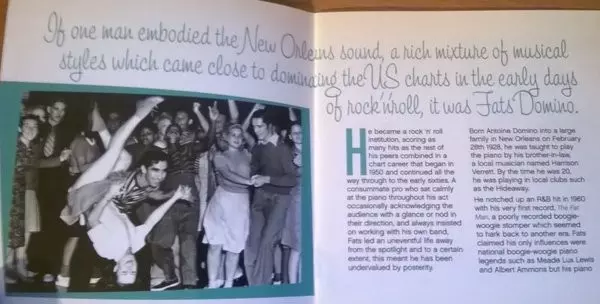 If one man embodied the New Orleans sound, a rich mixture of musical
styles which came close to dominating the US charts in the early days
of rock'n'roll, it was Fats Domino.
He became a rock 'n' roll
institution, scoring as
many hits as the rest of
his peers combined in a
chart career that began in
1950 and continued all the
way through to the early sixties. A
consummate pro who sat calmly
at the piano throughout his act
occasionally acknowledging the
audience with a glance or nod in
their direction, and always insisted
on working with his own band,
Fats led an uneventful life away
from the spotlight and to a certain
extent, this meant he has been
undervalued by posterity.
Born Antoine Domino into a large
family in New Orleans on February
26th 1928, he was taught to play
the piano by his brother-in-law,
a local musician named Harrison
Verrett. By the time he was 20,
he was playing in local clubs such
as the Hideaway.
He notched up an R&B hit in 1950
with his very first record, The Fat
Man, a poorly recorded boogie-
woogie stomper which seemed
to hark back to another era. Fats
claimed his only influences were
national boogie-woogie piano
legends such as Meade Lux Lewis
and Albert Ammons but his piano